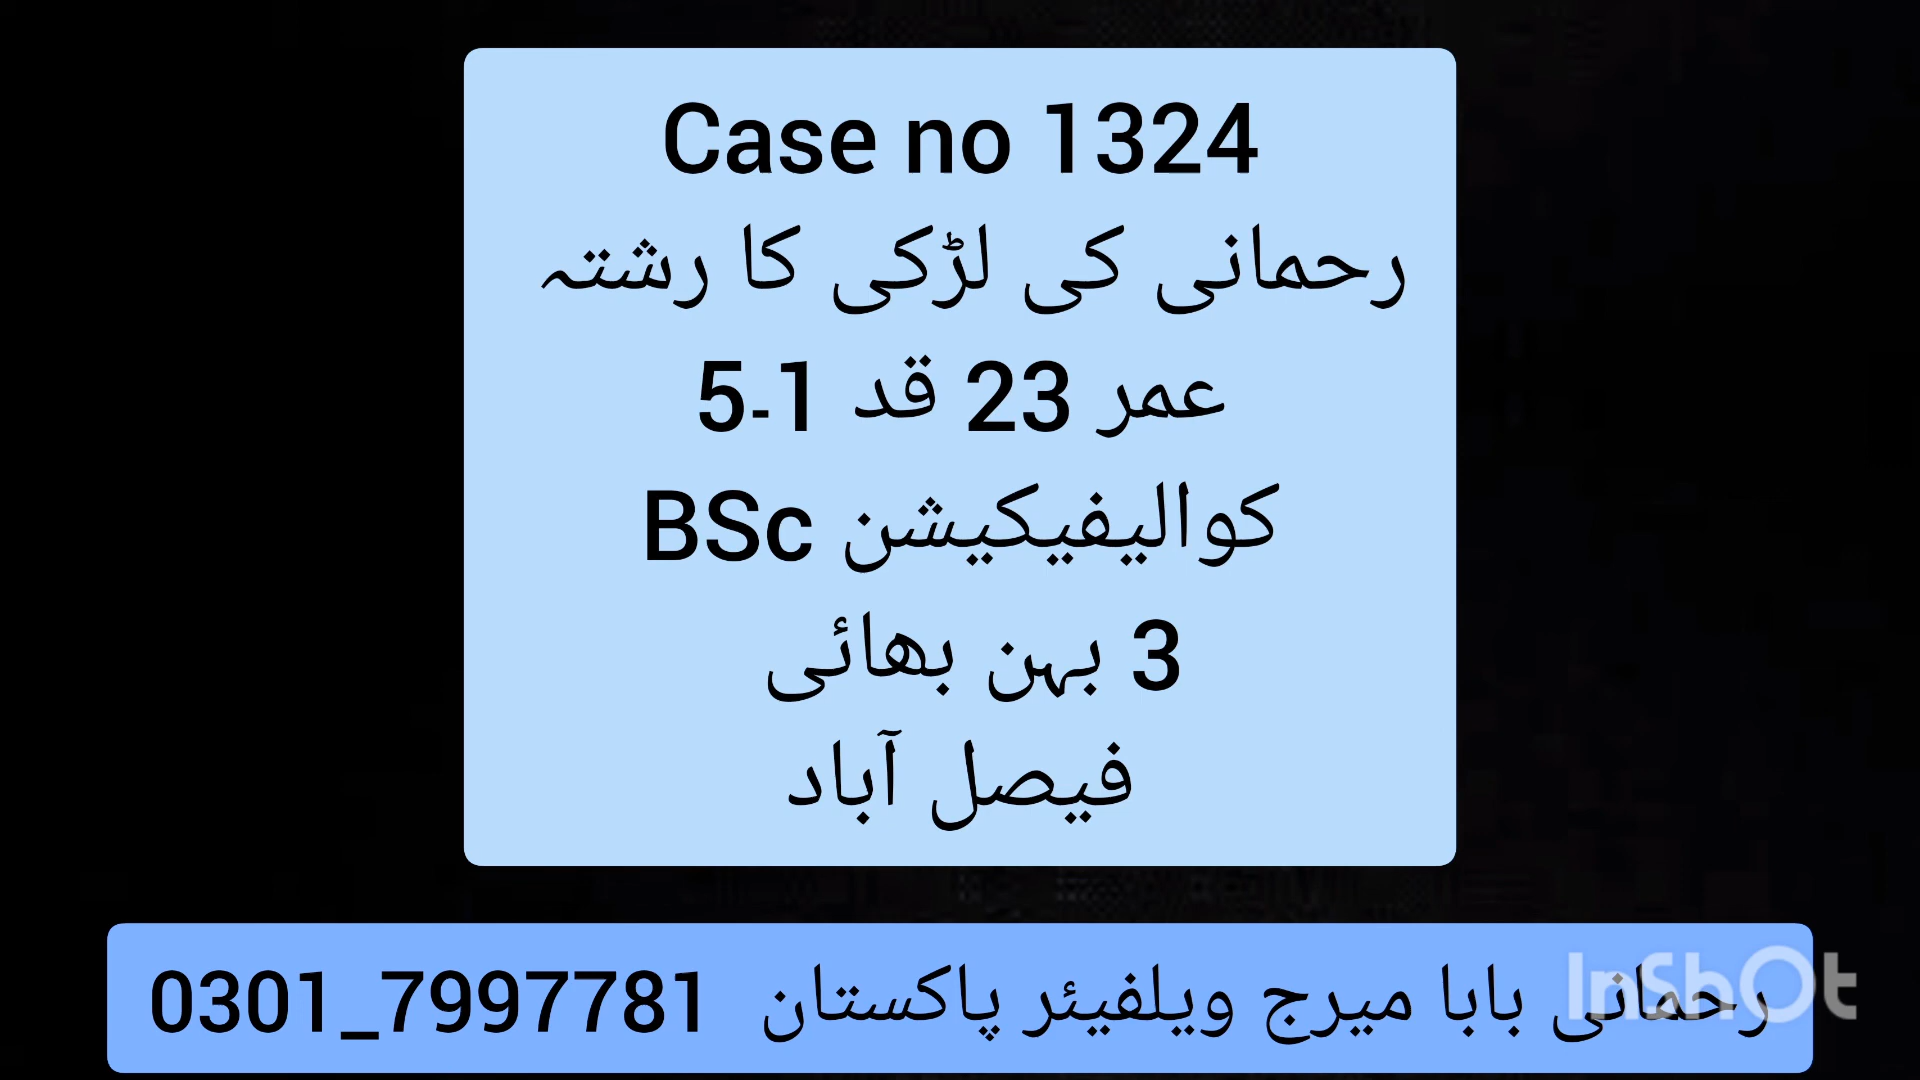 Case no 1324
رحمانی کی لڑکی کا رشتہ
عمر 23 قد 1-5
کوالیفیکیشن BSc
3 بہن بھائی
فیصل آباد
رحمانی بابا میرج ویلفیئر پاکستان 0301_7997781
InShOt